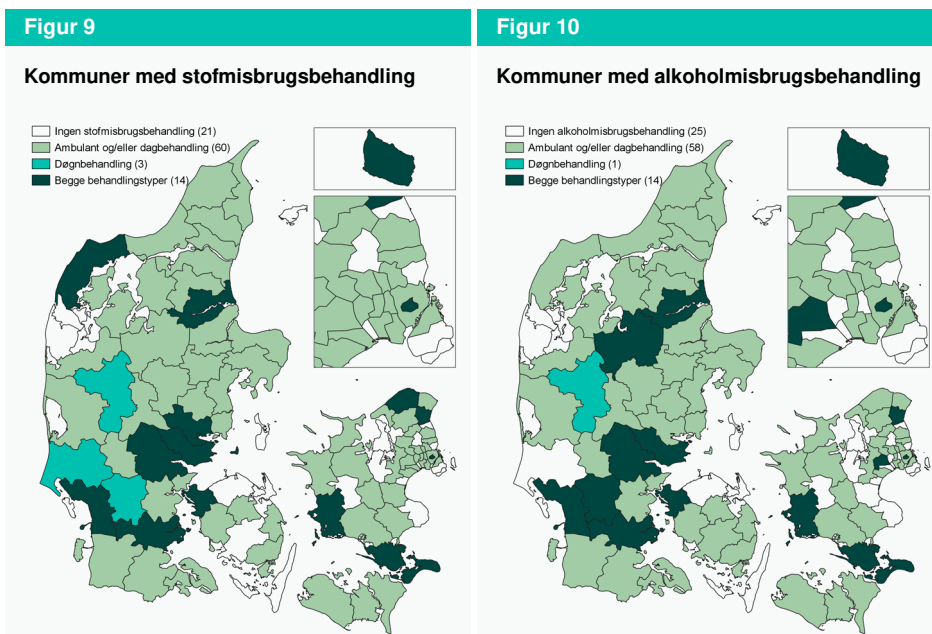 Figur 9
Kommuner med stofmisbrugsbehandling
Ingen stofmisbrugsbehandling (21)
Ambulant og/eller dagbehandling (60)
Døgnbehandling (3)
Begge behandlingstyper (14)
Figur 10
Kommuner med alkoholmisbrugsbehandling
Ingen alkoholmisbrugsbehandling (25)
Ambulant og/eller dagbehandling (58)
Døgnbehandling (1)
Begge behandlingstyper (14)